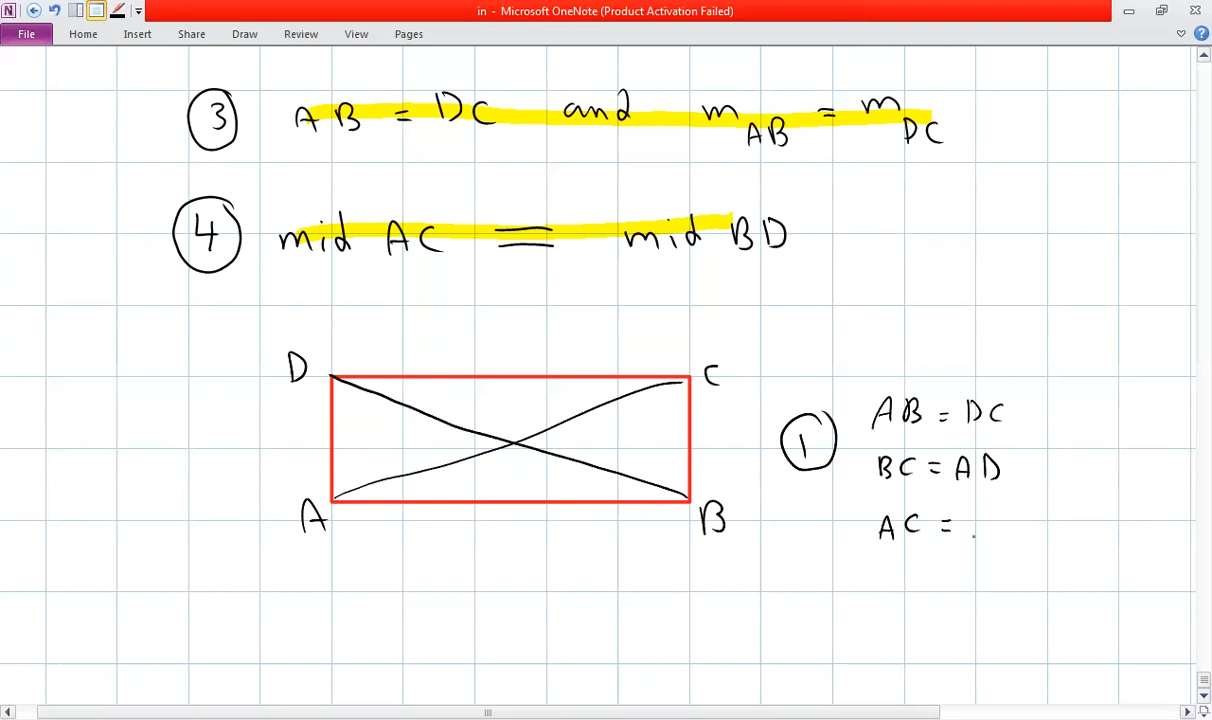 in - Microsoft OneNote (Product Activation Failed)
File Home Insert Share Draw Review View Pages
3 AB = DC and m AB = m DC
4 mid AC = mid BD
D C
A B
1 AB = DC
BC = AD
AC =